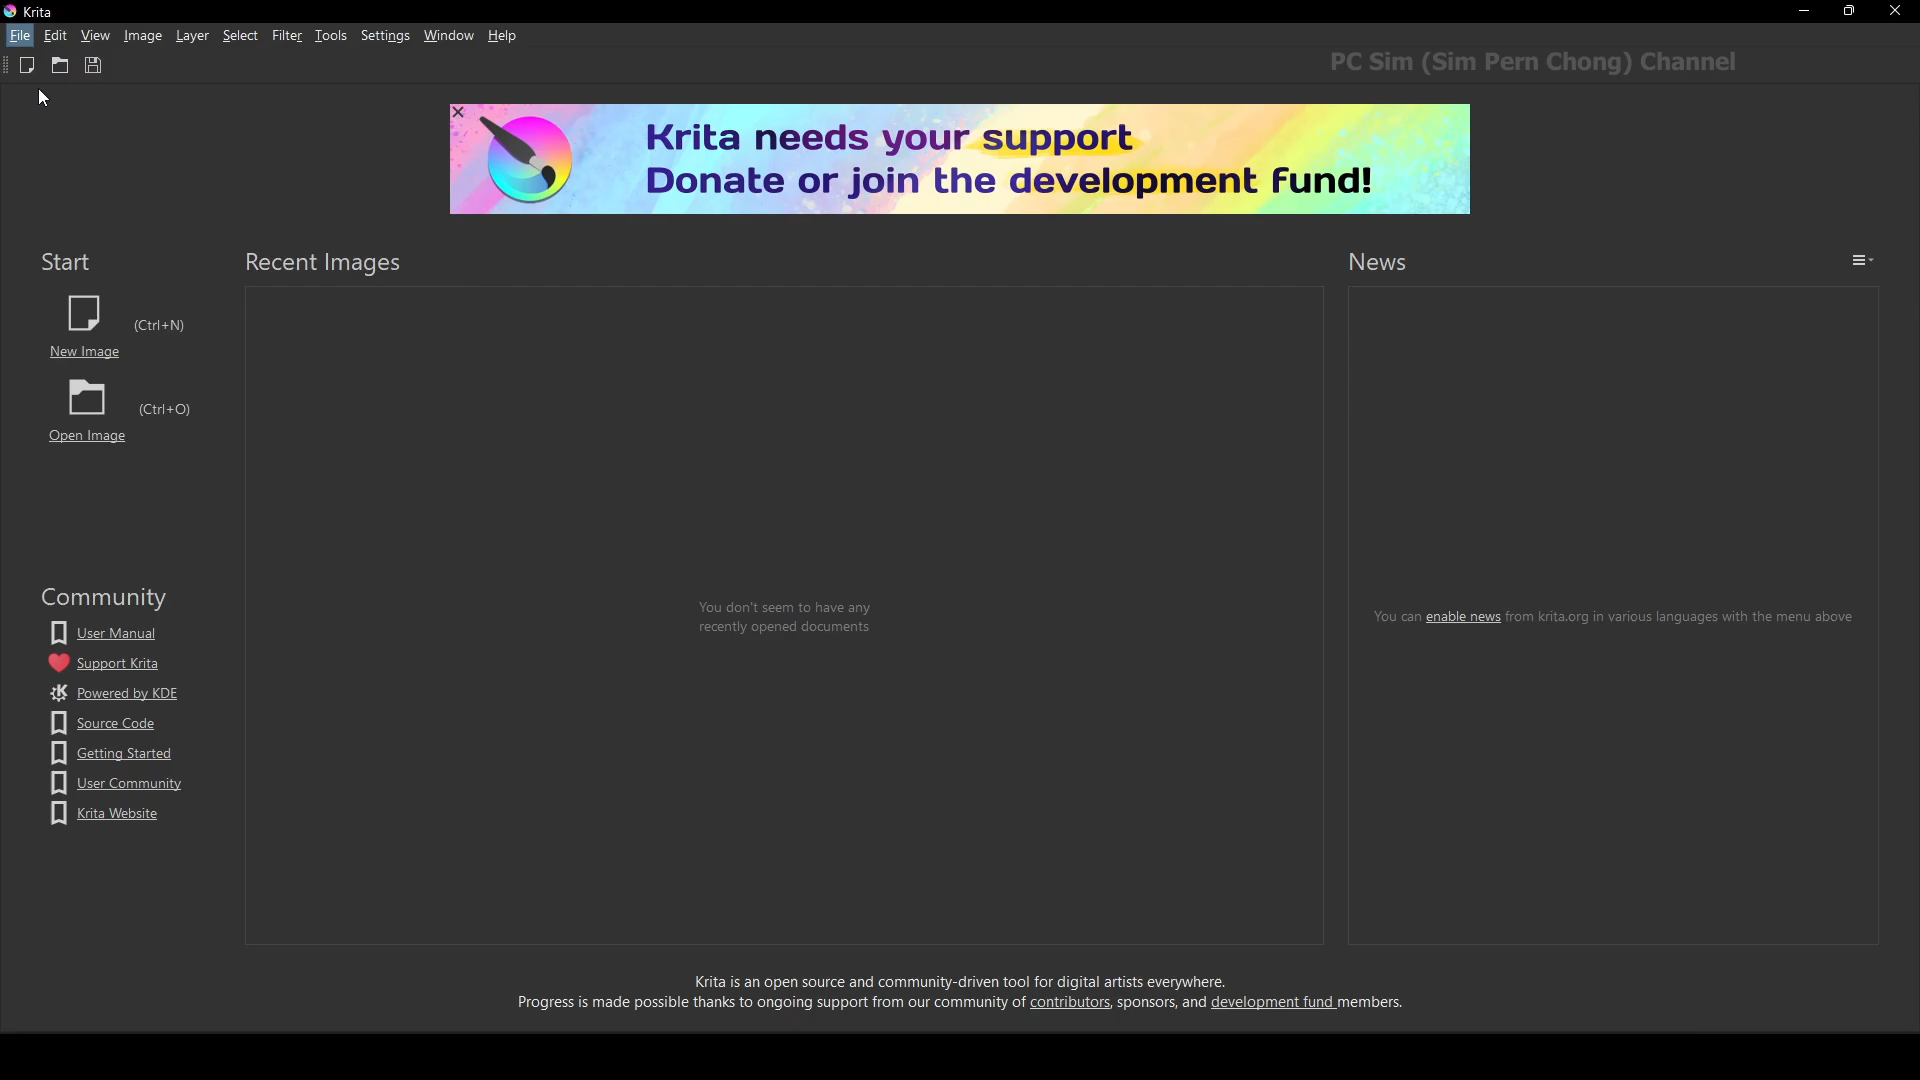 Krita
File Edit View Image Layer Select Filter Tools Settings Window Help
PC Sim (Sim Pern Chong) Channel
Krita needs your support
Donate or join the development fund!
Start
(Ctrl+N)
New Image
(Ctrl+O)
Open Image
Recent Images
You don't seem to have any
recently opened documents
News
You can enable news from krita.org in various languages with the menu above
Community
User Manual
Support Krita
Powered by KDE
Source Code
Getting Started
User Community
Krita Website
Krita is an open source and community-driven tool for digital artists everywhere.
Progress is made possible thanks to ongoing support from our community of contributors, sponsors, and development fund members.